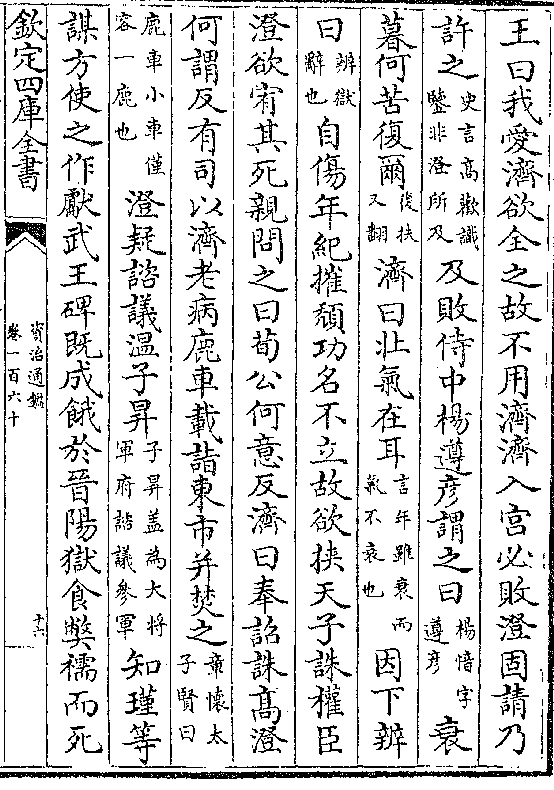 王曰我愛濟欲全之故不用濟濟入宫必敗澄固請乃
許之史言高歡識鑒非澄所及及敗侍中楊遵彦謂之曰楊愔字遵彦衰
暮何苦復爾復扶又翻濟曰壯氣在耳言年雖衰而氣不衰也因下辨
曰辨獄辭也自傷年紀摧頽功名不立故欲挾天子誅權臣
澄欲宥其死親問之曰荀公何意反濟曰奉詔誅髙澄
何謂反有司以濟老病鹿車載詣東市并焚之章懷太子賢曰
鹿車小車僅容一鹿也澄疑諮議温子昇子昇盖為大將軍府諮議參軍知瑾等
謀方使之作獻武王碑既成餓於晉陽獄食弊襦而死
欽定四庫全書
資治通鑑
卷一百六十
十六